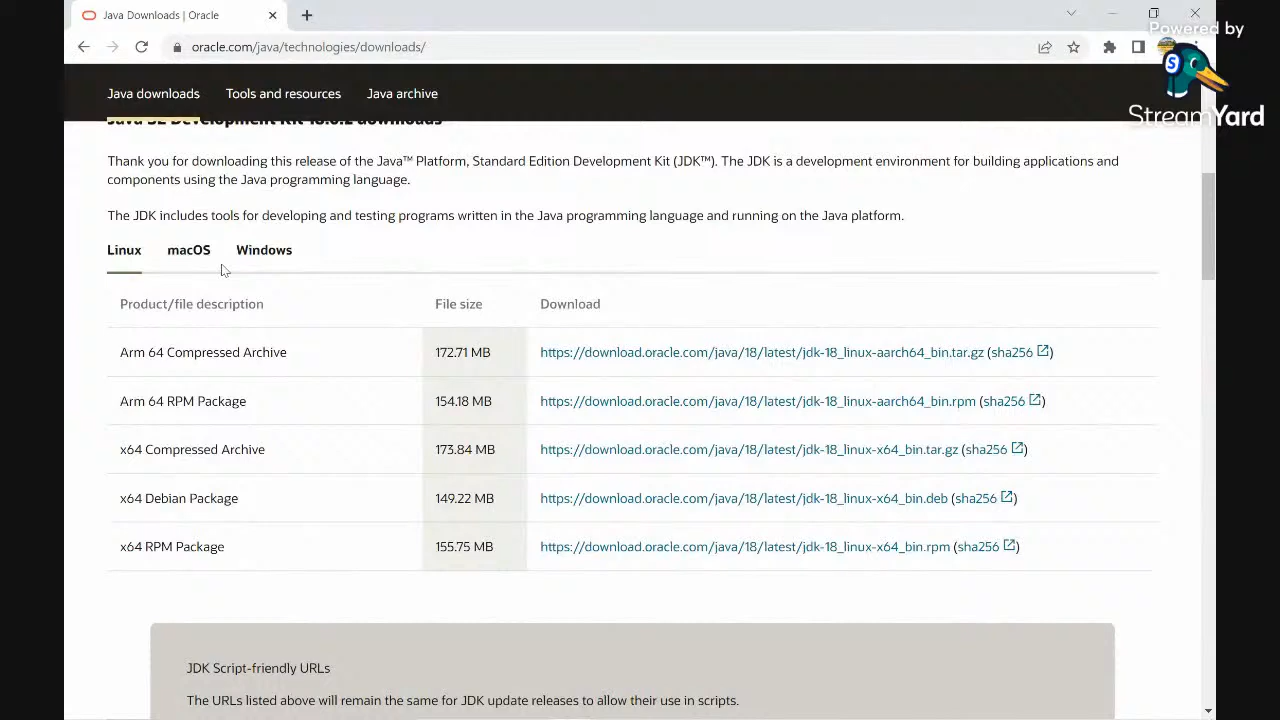 Java Downloads | Oracle
oracle.com/java/technologies/downloads/
Powered by
StreamYard
Java downloads Tools and resources Java archive
Java SE Development Kit 18.0.2 downloads
Thank you for downloading this release of the Java™ Platform, Standard Edition Development Kit (JDK™). The JDK is a development environment for building applications and
components using the Java programming language.
The JDK includes tools for developing and testing programs written in the Java programming language and running on the Java platform.
Linux macOS Windows
Product/file description File size Download
Arm 64 Compressed Archive 172.71 MB https://download.oracle.com/java/18/latest/jdk-18_linux-aarch64_bin.tar.gz (sha256)
Arm 64 RPM Package 154.18 MB https://download.oracle.com/java/18/latest/jdk-18_linux-aarch64_bin.rpm (sha256)
x64 Compressed Archive 173.84 MB https://download.oracle.com/java/18/latest/jdk-18_linux-x64_bin.tar.gz (sha256)
x64 Debian Package 149.22 MB https://download.oracle.com/java/18/latest/jdk-18_linux-x64_bin.deb (sha256)
x64 RPM Package 155.75 MB https://download.oracle.com/java/18/latest/jdk-18_linux-x64_bin.rpm (sha256)
JDK Script-friendly URLs
The URLs listed above will remain the same for JDK update releases to allow their use in scripts.